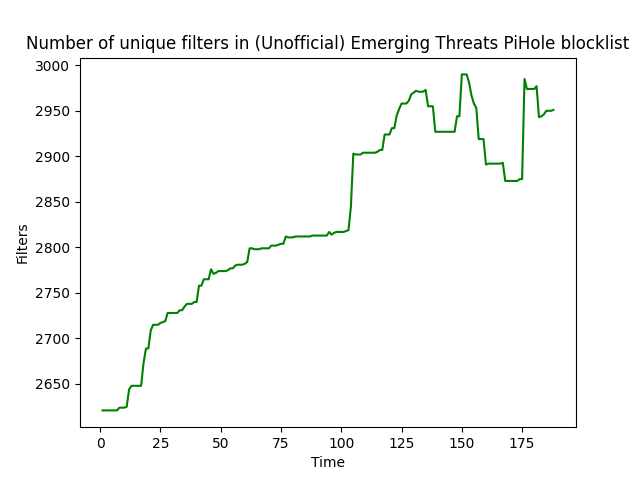 Number of unique filters in (Unofficial) Emerging Threats PiHole blocklist
3000
2950
2900
2850
2800
2750
2700
2650
Filters
0 25 50 75 100 125 150 175
Time